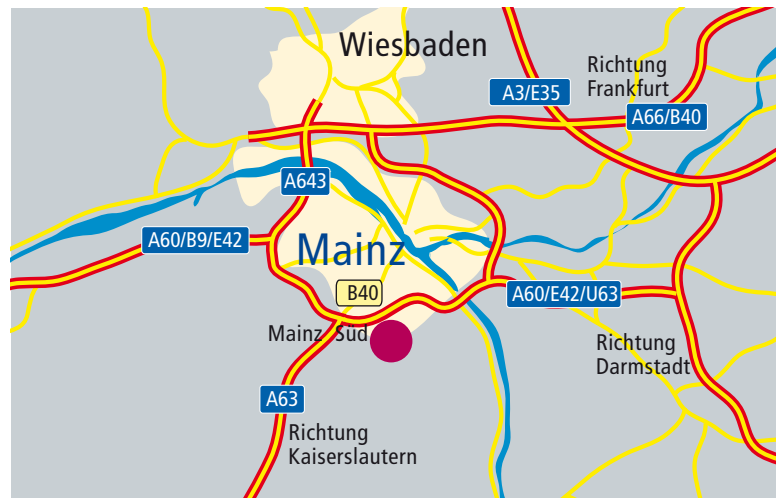 Wiesbaden
Richtung
Frankfurt
A3/E35
A66/B40
A643
A60/B9/E42
Mainz
B40
A60/E42/U63
Mainz Süd
Richtung
Darmstadt
A63
Richtung
Kaiserslautern